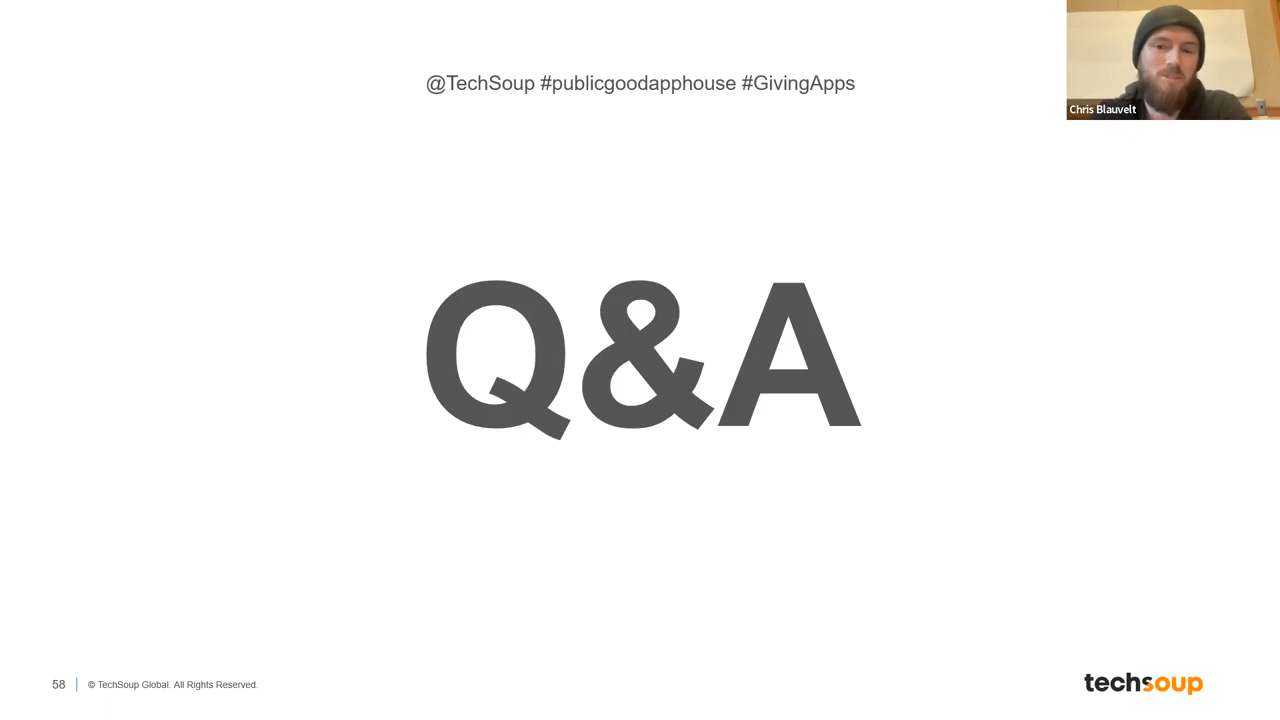 @TechSoup #publicgoodapphouse #GivingApps
Chris Blauvelt
Q&A
58
© TechSoup Global. All Rights Reserved.
techsoup